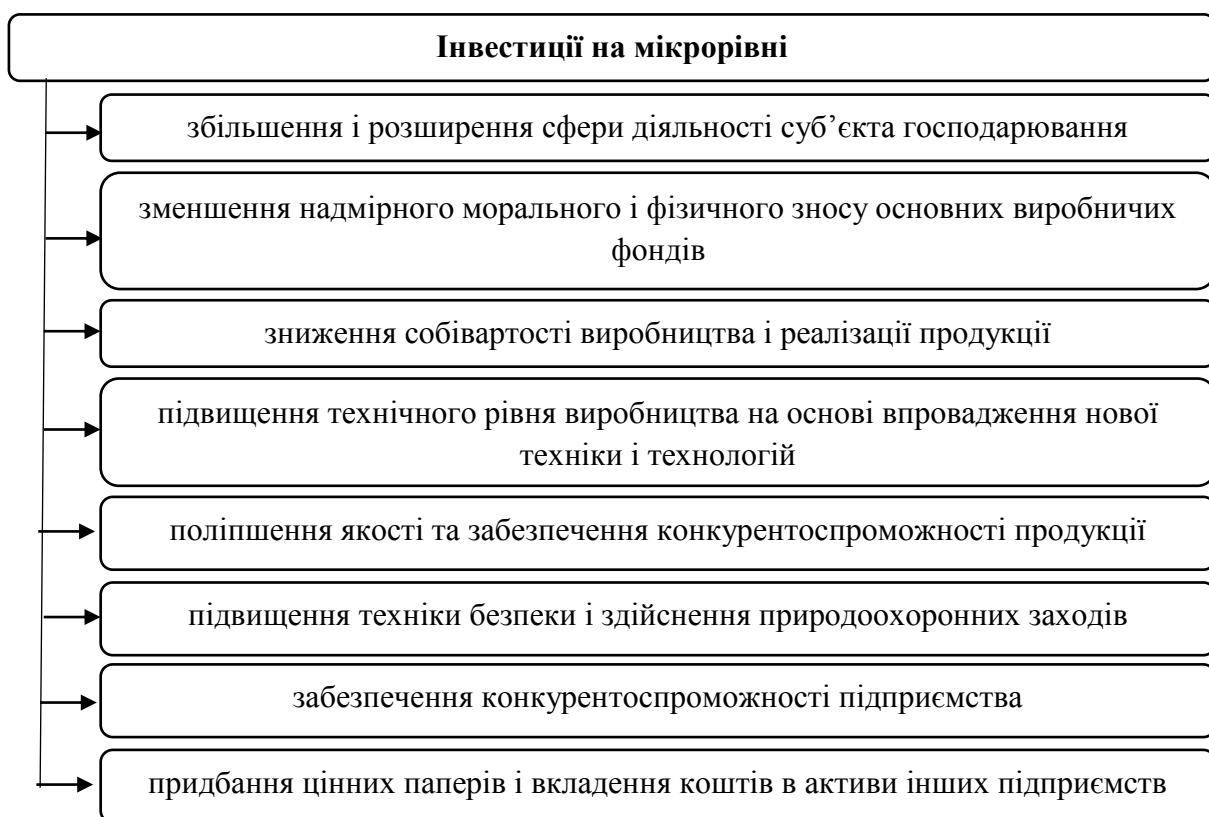 Інвестиції на мікрорівні
збільшення і розширення сфери діяльності суб’єкта господарювання
зменшення надмірного морального і фізичного зносу основних виробничих
фондів
зниження собівартості виробництва і реалізації продукції
підвищення технічного рівня виробництва на основі впровадження нової
техніки і технологій
поліпшення якості та забезпечення конкурентоспроможності продукції
підвищення техніки безпеки і здійснення природоохоронних заходів
забезпечення конкурентоспроможності підприємства
придбання цінних паперів і вкладення коштів в активи інших підприємств